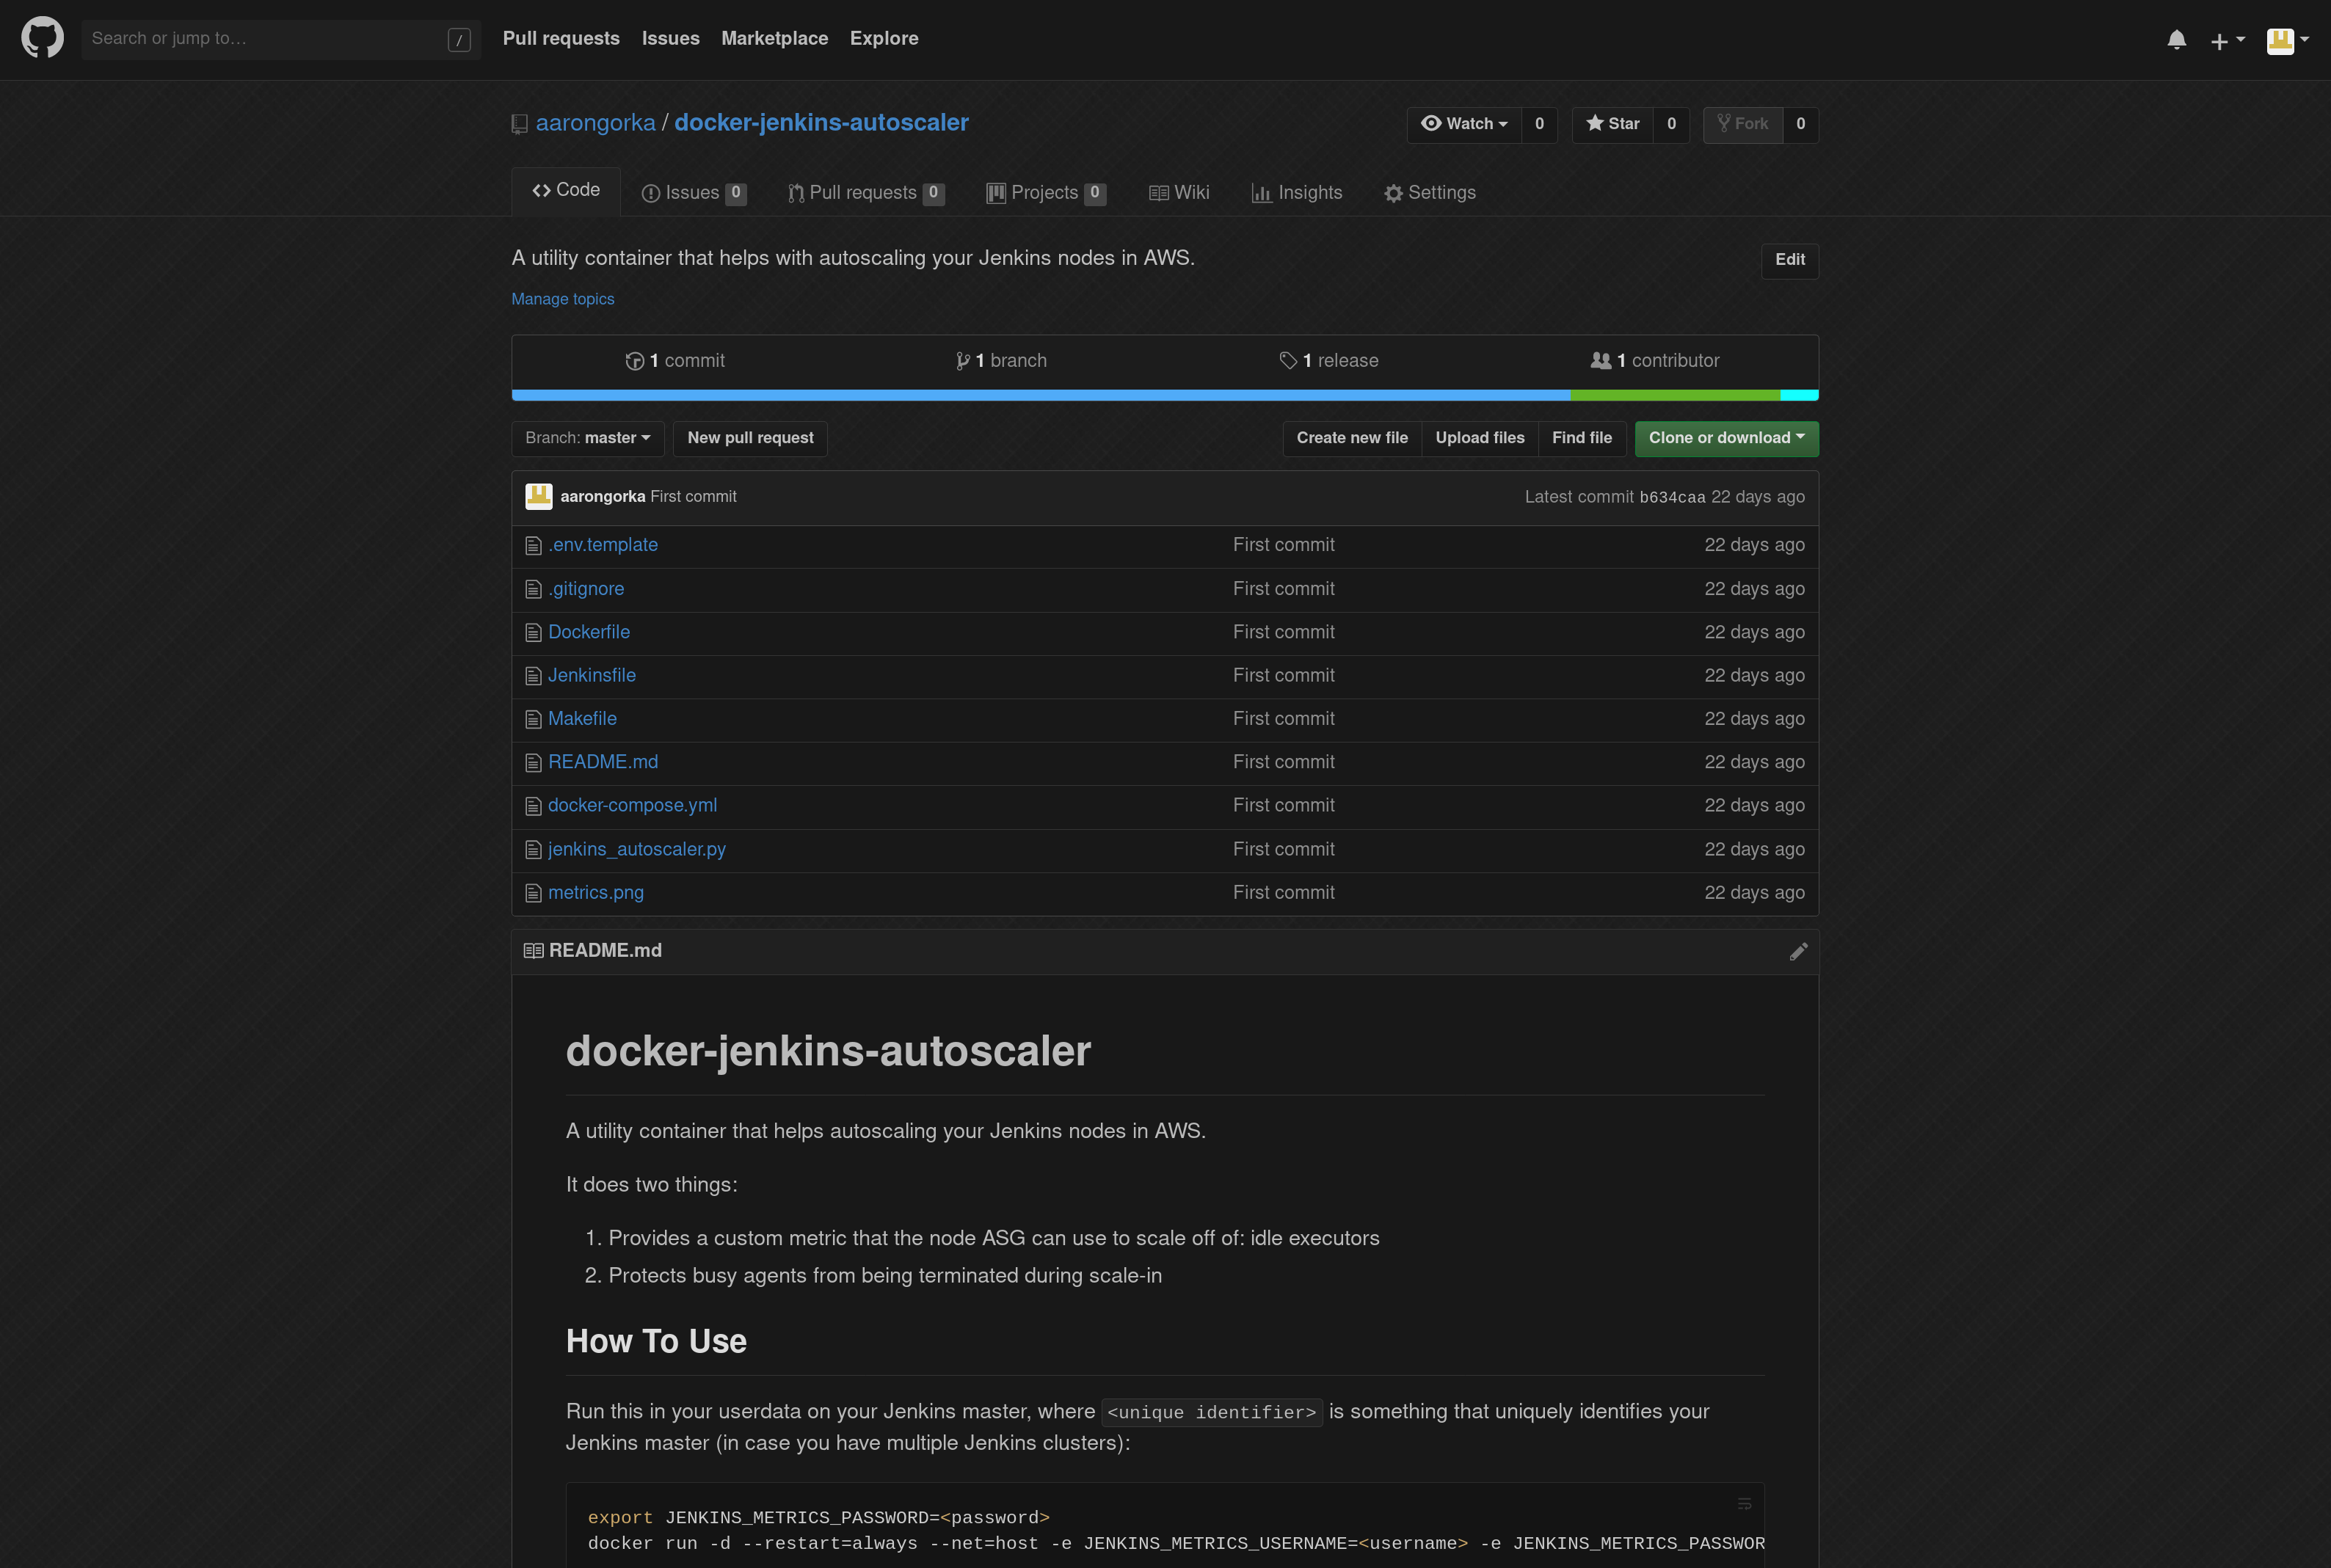 Search or jump to… /
Pull requests Issues Marketplace Explore
aarongorka / docker-jenkins-autoscaler
Watch 0 Star 0 Fork 0
Code Issues 0 Pull requests 0 Projects 0 Wiki Insights Settings
A utility container that helps with autoscaling your Jenkins nodes in AWS.
Edit
Manage topics
1 commit 1 branch 1 release 1 contributor
Branch: master New pull request Create new file Upload files Find file Clone or download
aarongorka First commit Latest commit b634caa 22 days ago
.env.template First commit 22 days ago
.gitignore First commit 22 days ago
Dockerfile First commit 22 days ago
Jenkinsfile First commit 22 days ago
Makefile First commit 22 days ago
README.md First commit 22 days ago
docker-compose.yml First commit 22 days ago
jenkins_autoscaler.py First commit 22 days ago
metrics.png First commit 22 days ago
README.md
docker-jenkins-autoscaler
A utility container that helps autoscaling your Jenkins nodes in AWS.
It does two things:
1. Provides a custom metric that the node ASG can use to scale off of: idle executors
2. Protects busy agents from being terminated during scale-in
How To Use
Run this in your userdata on your Jenkins master, where <unique identifier> is something that uniquely identifies your
Jenkins master (in case you have multiple Jenkins clusters):
export JENKINS_METRICS_PASSWORD=<password>
docker run -d --restart=always --net=host -e JENKINS_METRICS_USERNAME=<username> -e JENKINS_METRICS_PASSWOR